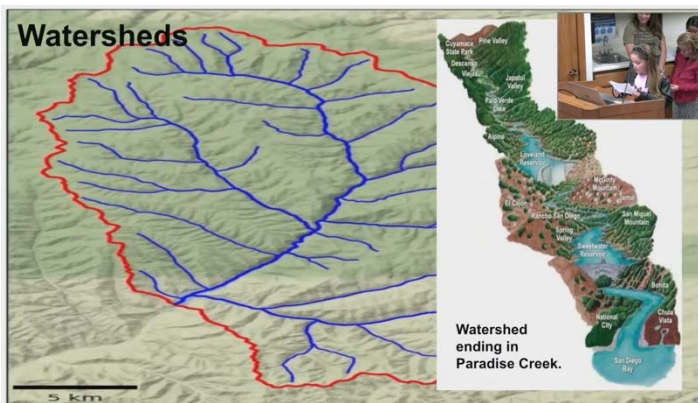 Watersheds
Cuyamaca
State Park
Pine Valley
Descanso
Viejas
Japatul
Valley
Palo Verde
Lake
Alpine
Loveland
Reservoir
McGinty
Mountain
Jamul
El Cajon
Rancho San Diego
San Miguel
Mountain
Spring
Valley
Sweetwater
Reservoir
Bonita
National
City
Chula
Vista
San Diego
Bay
Watershed
ending in
Paradise Creek.
5 km